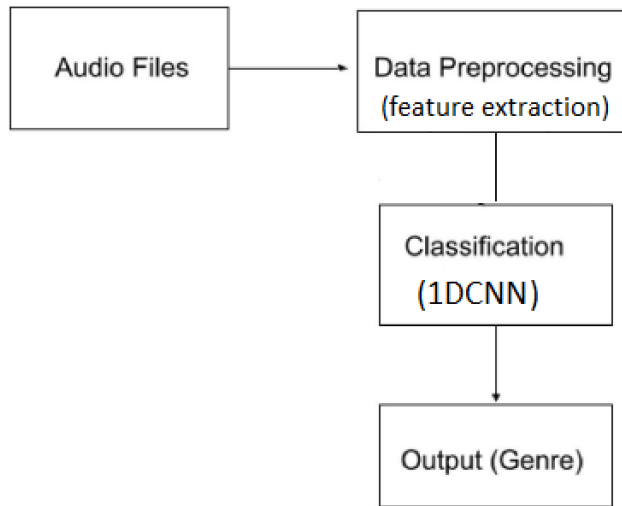 Audio Files
Data Preprocessing
(feature extraction)
Classification
(1DCNN)
Output (Genre)